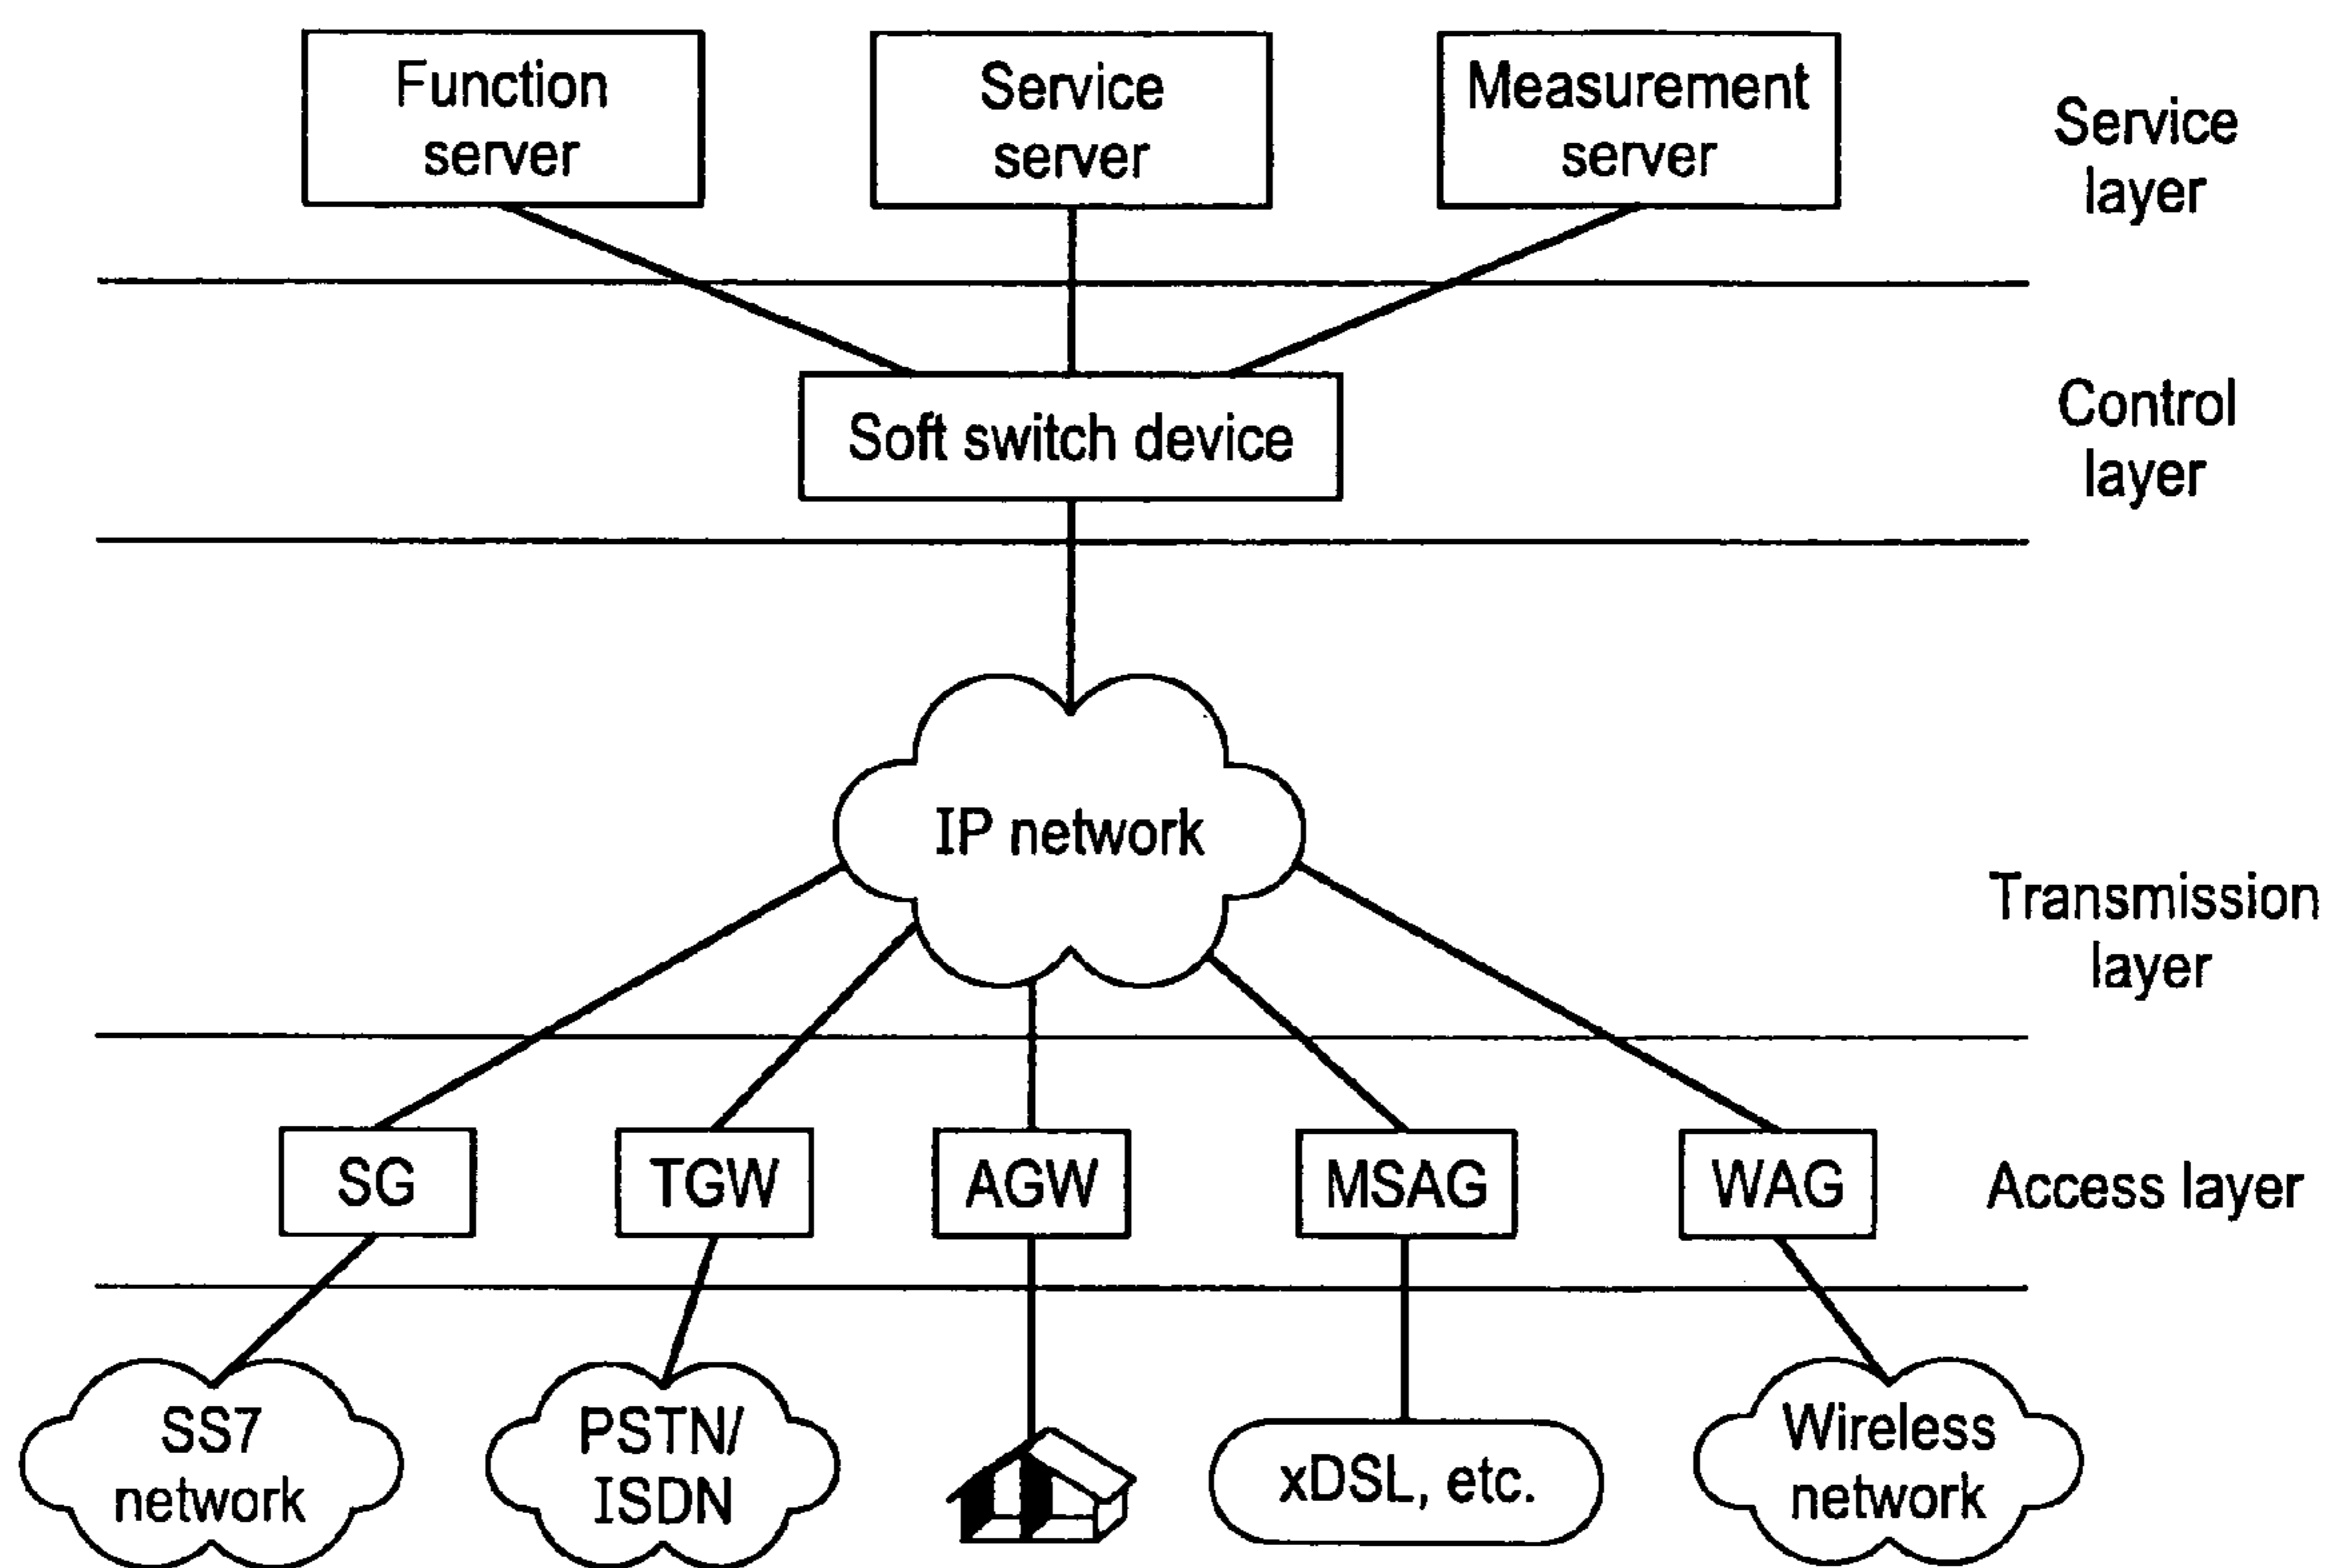 Function
server
Service
server
Measurement
server
Service
layer
Soft switch device
Control
layer
IP network
Transmission
layer
SG
TGW
AGW
MSAG
WAG
Access layer
SS7
network
PSTN/
ISDN
xDSL, etc.
Wireless
network